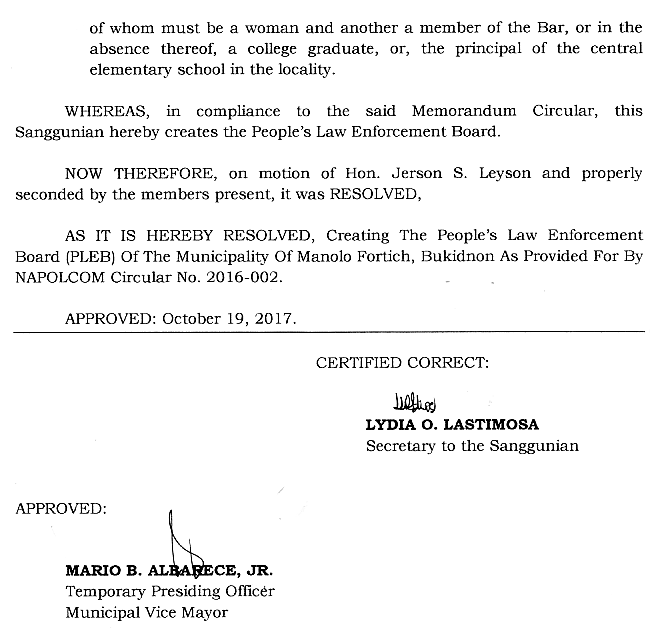 of whom must be a woman and another a member of the Bar, or in the
absence thereof, a college graduate, or, the principal of the central
elementary school in the locality.
WHEREAS, in compliance to the said Memorandum Circular, this
Sanggunian hereby creates the People's Law Enforcement Board.
NOW THEREFORE, on motion of Hon. Jerson S. Leyson and properly
seconded by the members present, it was RESOLVED,
AS IT IS HEREBY RESOLVED, Creating The People's Law Enforcement
Board (PLEB) Of The Municipality Of Manolo Fortich, Bukidnon As Provided For By
NAPOLCOM Circular No. 2016-002.
APPROVED: October 19, 2017.
CERTIFIED CORRECT:
LYDIA O. LASTIMOSA
Secretary to the Sanggunian
APPROVED:
MARIO B. ALBARECE, JR.
Temporary Presiding Officer
Municipal Vice Mayor